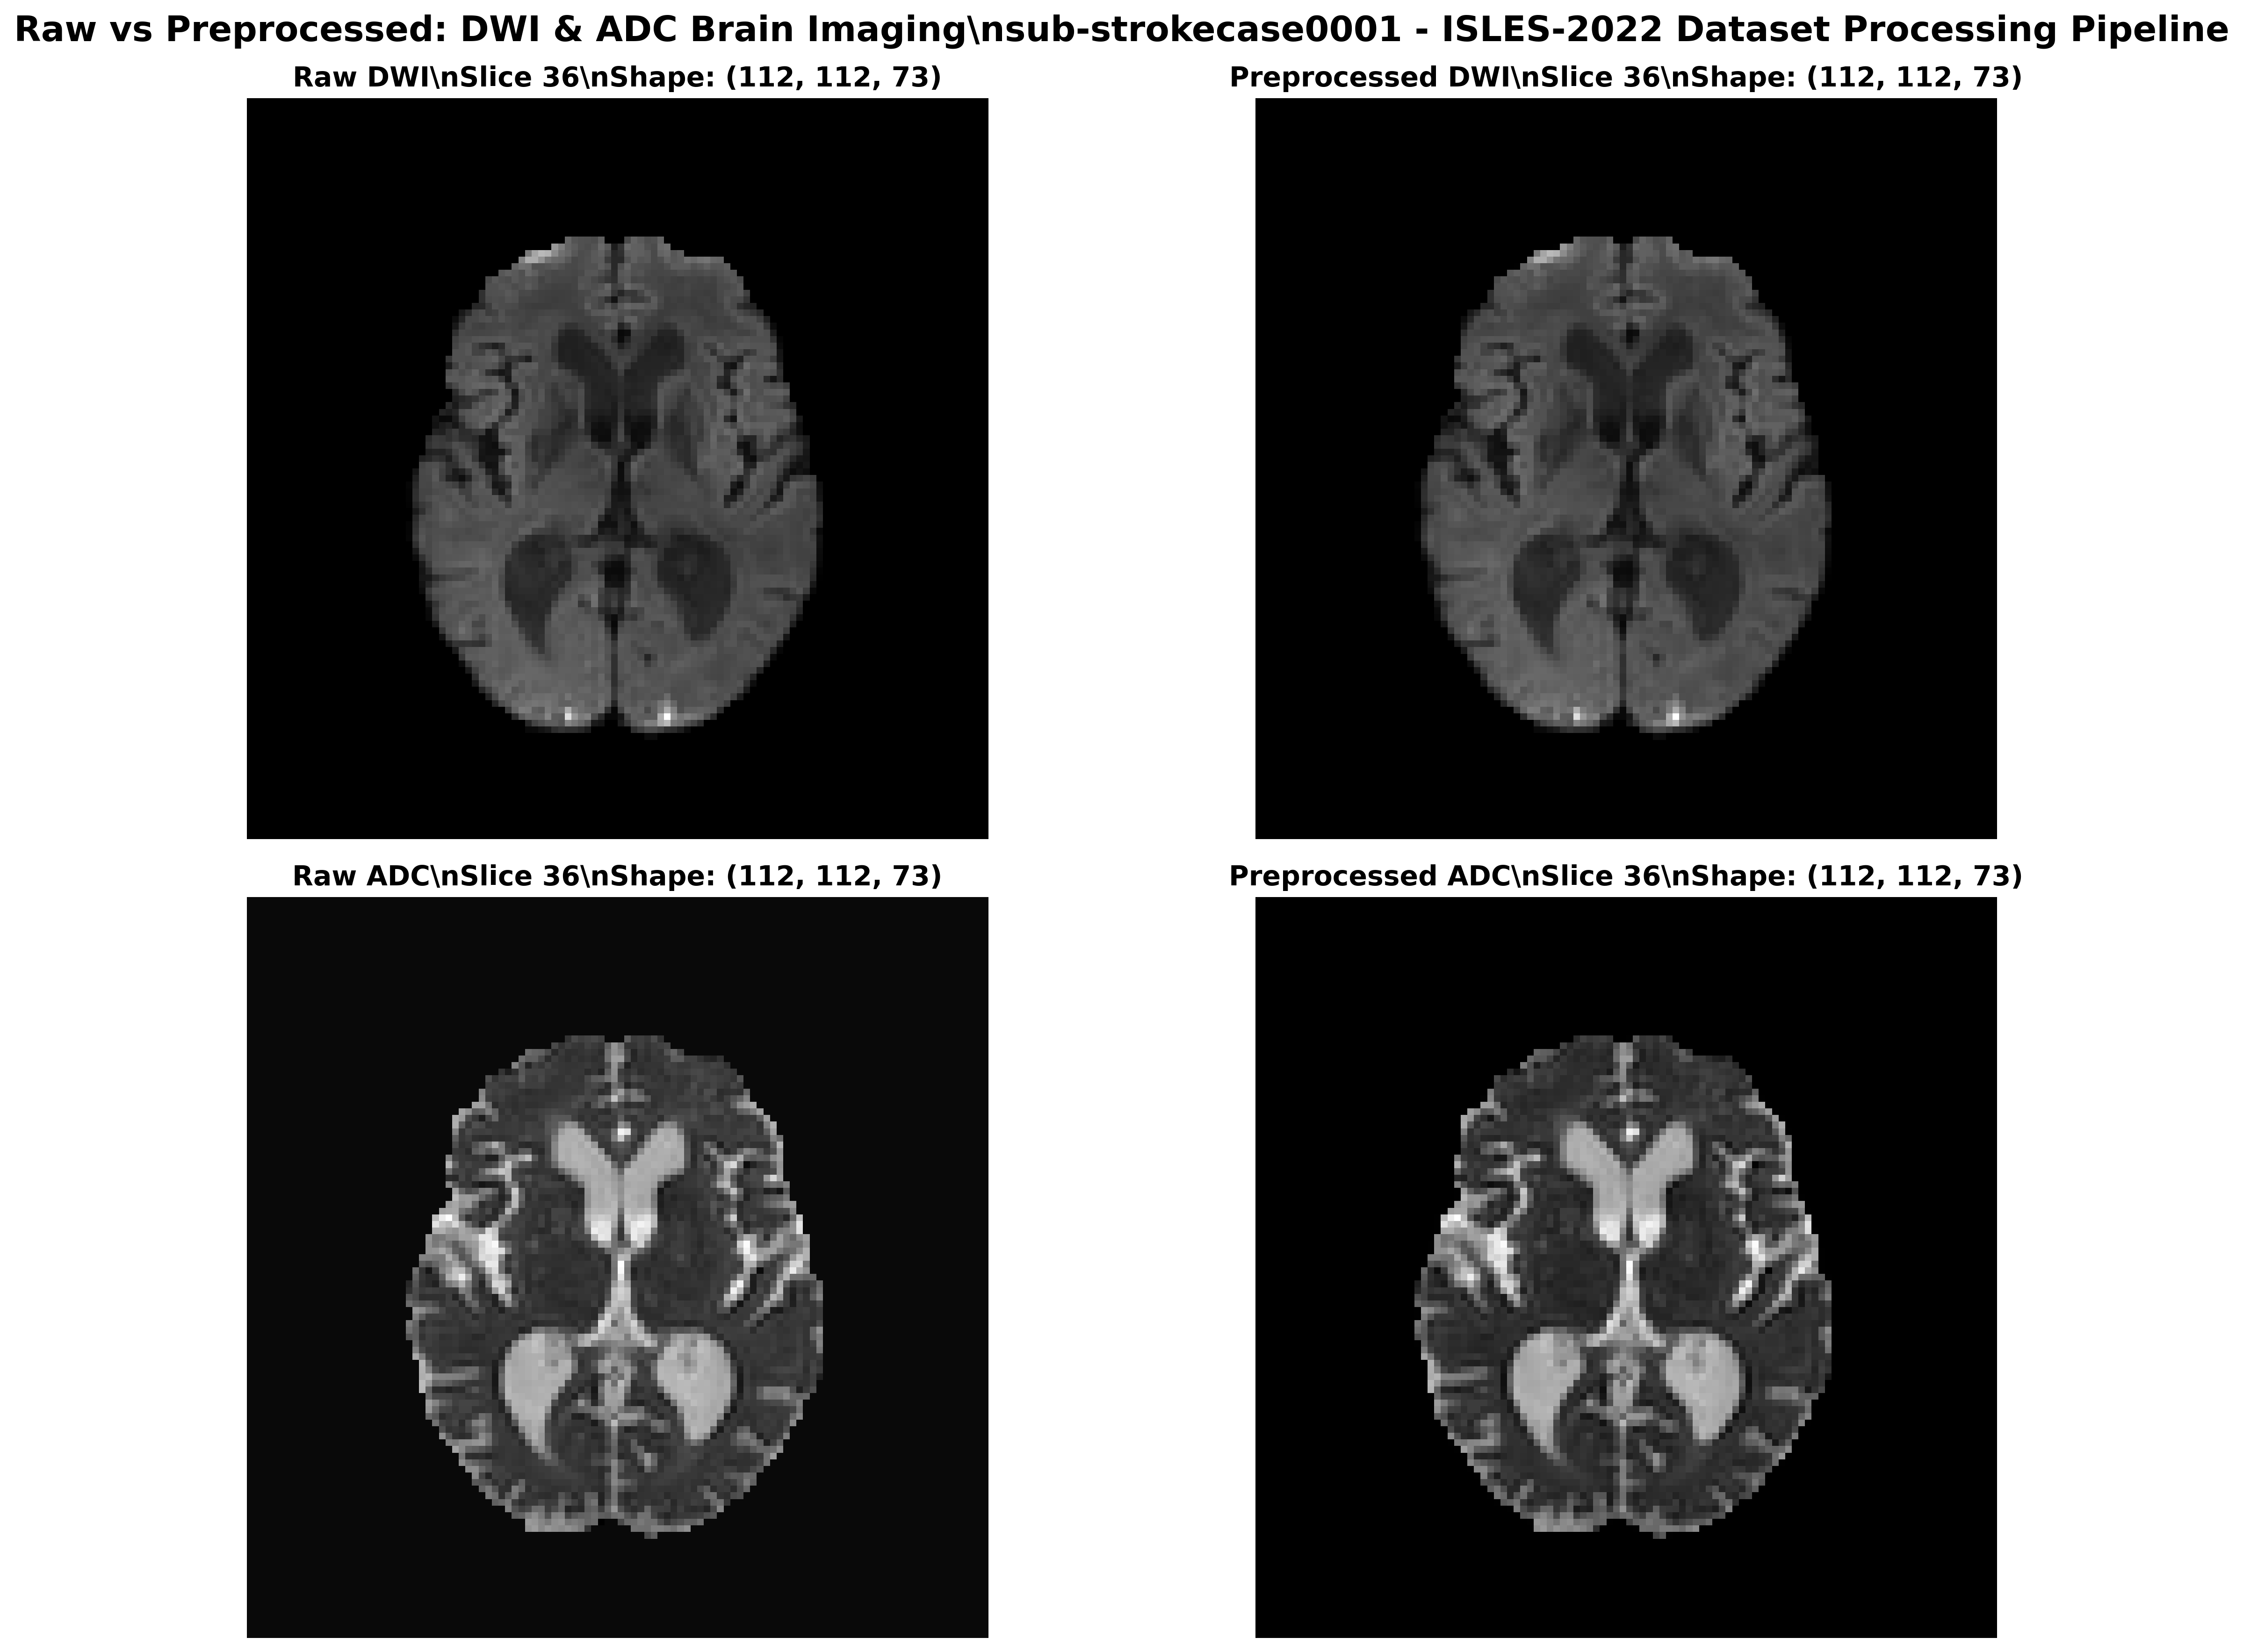 Raw vs Preprocessed: DWI & ADC Brain Imaging\nsub-strokecase0001 - ISLES-2022 Dataset Processing Pipeline
Raw DWI\nSlice 36\nShape: (112, 112, 73)
Preprocessed DWI\nSlice 36\nShape: (112, 112, 73)
Raw ADC\nSlice 36\nShape: (112, 112, 73)
Preprocessed ADC\nSlice 36\nShape: (112, 112, 73)